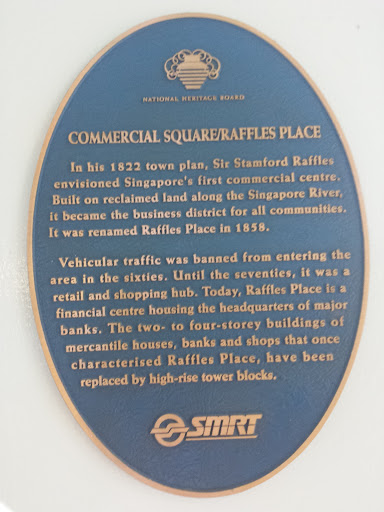 NATIONAL HERITAGE BOARD
COMMERCIAL SQUARE/RAFFLES PLACE
In his 1822 town plan, Sir Stamford Raffles
envisioned Singapore's first commercial centre.
Built on reclaimed land along the Singapore River,
it became the business district for all communities.
It was renamed Raffles Place in 1858.
Vehicular traffic was banned from entering the
area in the sixties. Until the seventies, it was a
retail and shopping hub. Today, Raffles Place is a
financial centre housing the headquarters of major
banks. The two- to four-storey buildings of
mercantile houses, banks and shops that once
characterised Raffles Place, have been
replaced by high-rise tower blocks.
SMRT